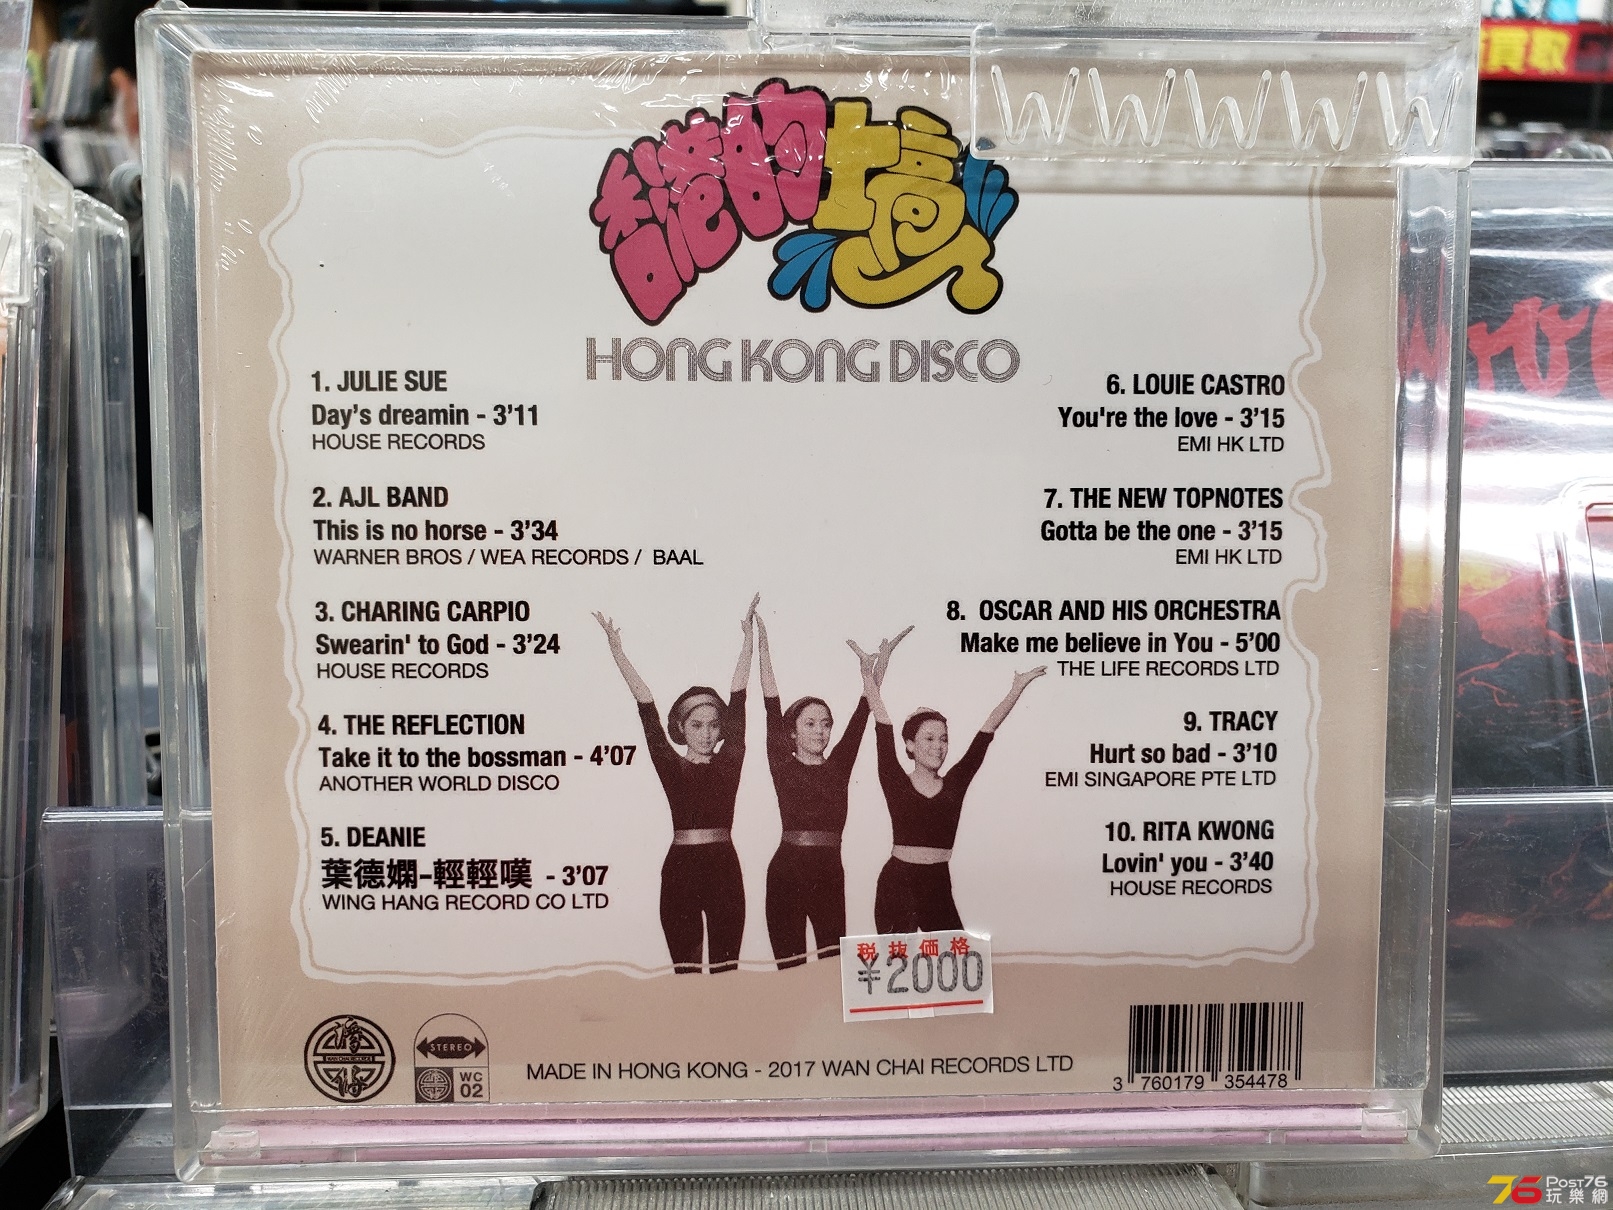 買取
香港的士高
HONG KONG DISCO
1. JULIE SUE
Day's dreamin - 3'11
HOUSE RECORDS
2. AJL BAND
This is no horse - 3'34
WARNER BROS / WEA RECORDS / BAAL
3. CHARING CARPIO
Swearin' to God - 3'24
HOUSE RECORDS
4. THE REFLECTION
Take it to the bossman - 4'07
ANOTHER WORLD DISCO
5. DEANIE
葉德嫻-輕輕嘆 - 3'07
WING HANG RECORD CO LTD
6. LOUIE CASTRO
You're the love - 3'15
EMI HK LTD
7. THE NEW TOPNOTES
Gotta be the one - 3'15
EMI HK LTD
8. OSCAR AND HIS ORCHESTRA
Make me believe in You - 5'00
THE LIFE RECORDS LTD
9. TRACY
Hurt so bad - 3'10
EMI SINGAPORE PTE LTD
10. RITA KWONG
Lovin' you - 3'40
HOUSE RECORDS
税抜価格
¥2000
WAN CHAI RECORDS
STEREO
WC
02
MADE IN HONG KONG - 2017 WAN CHAI RECORDS LTD
3 760179 354478
76 Post76
玩樂網